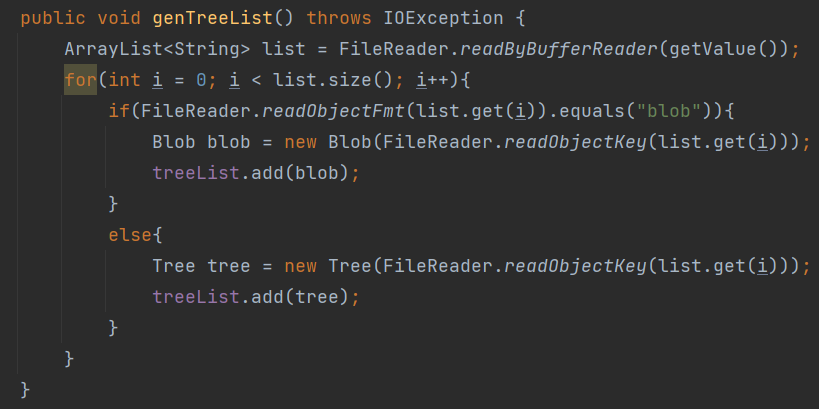 public void genTreeList() throws IOException {
    ArrayList<String> list = FileReader.readByBufferReader(getValue());
    for(int i = 0; i < list.size(); i++){
        if(FileReader.readObjectFmt(list.get(i)).equals("blob")){
            Blob blob = new Blob(FileReader.readObjectKey(list.get(i)));
            treeList.add(blob);
        }
        else{
            Tree tree = new Tree(FileReader.readObjectKey(list.get(i)));
            treeList.add(tree);
        }
    }
}